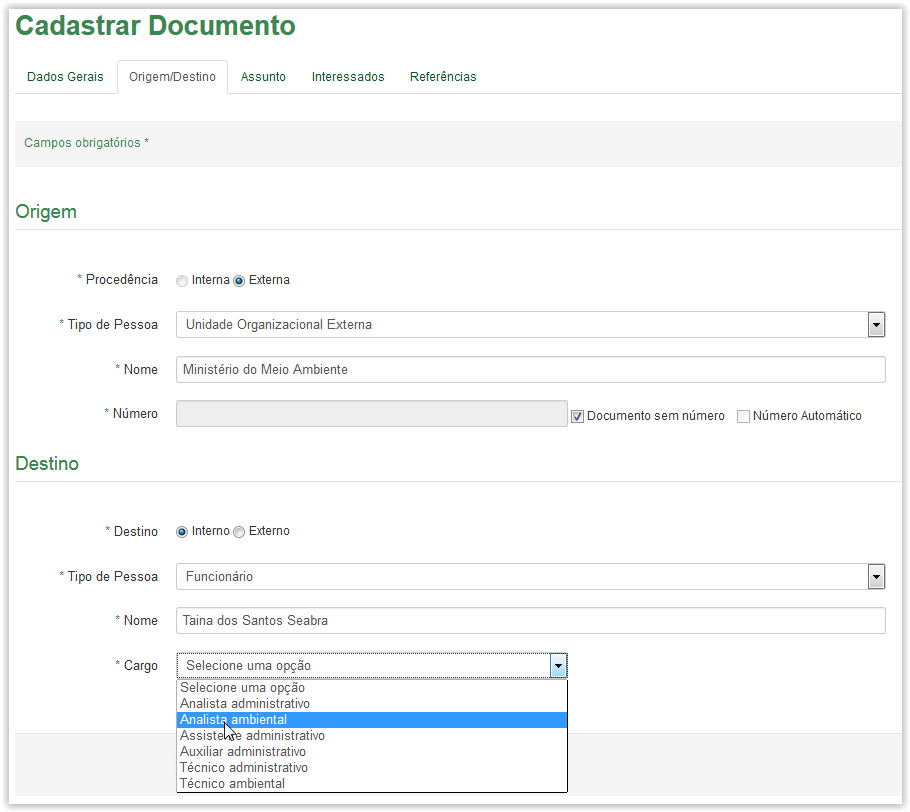 Cadastrar Documento
Dados Gerais Origem/Destino Assunto Interessados Referências
Campos obrigatórios *
Origem
* Procedência Interna Externa
* Tipo de Pessoa Unidade Organizacional Externa
* Nome Ministério do Meio Ambiente
* Número Documento sem número Número Automático
Destino
* Destino Interno Externo
* Tipo de Pessoa Funcionário
* Nome Taina dos Santos Seabra
* Cargo Selecione uma opção
Selecione uma opção
Analista administrativo
Analista ambiental
Assistente administrativo
Auxiliar administrativo
Técnico administrativo
Técnico ambiental